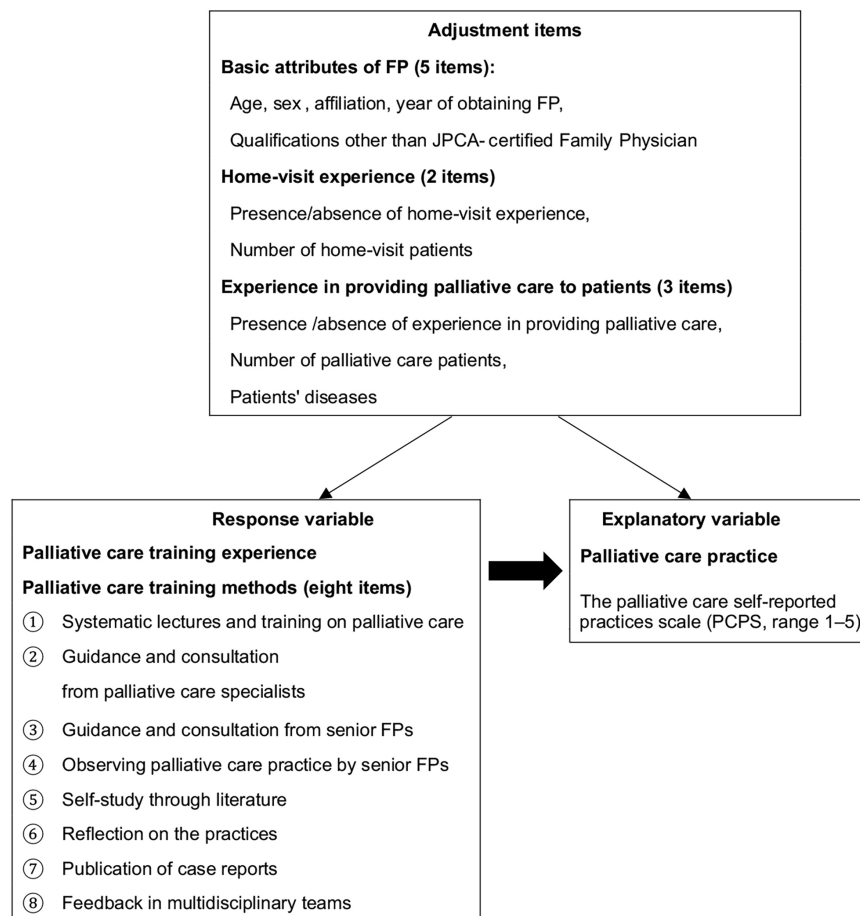 Adjustment items
Basic attributes of FP (5 items):
Age, sex , affiliation, year of obtaining FP,
Qualifications other than JPCA- certified Family Physician
Home-visit experience (2 items)
Presence/absence of home-visit experience,
Number of home-visit patients
Experience in providing palliative care to patients (3 items)
Presence /absence of experience in providing palliative care,
Number of palliative care patients,
Patients' diseases
Response variable
Palliative care training experience
Palliative care training methods (eight items)
① Systematic lectures and training on palliative care
② Guidance and consultation
from palliative care specialists
③ Guidance and consultation from senior FPs
④ Observing palliative care practice by senior FPs
⑤ Self-study through literature
⑥ Reflection on the practices
⑦ Publication of case reports
⑧ Feedback in multidisciplinary teams
Explanatory variable
Palliative care practice
The palliative care self-reported
practices scale (PCPS, range 1–5)